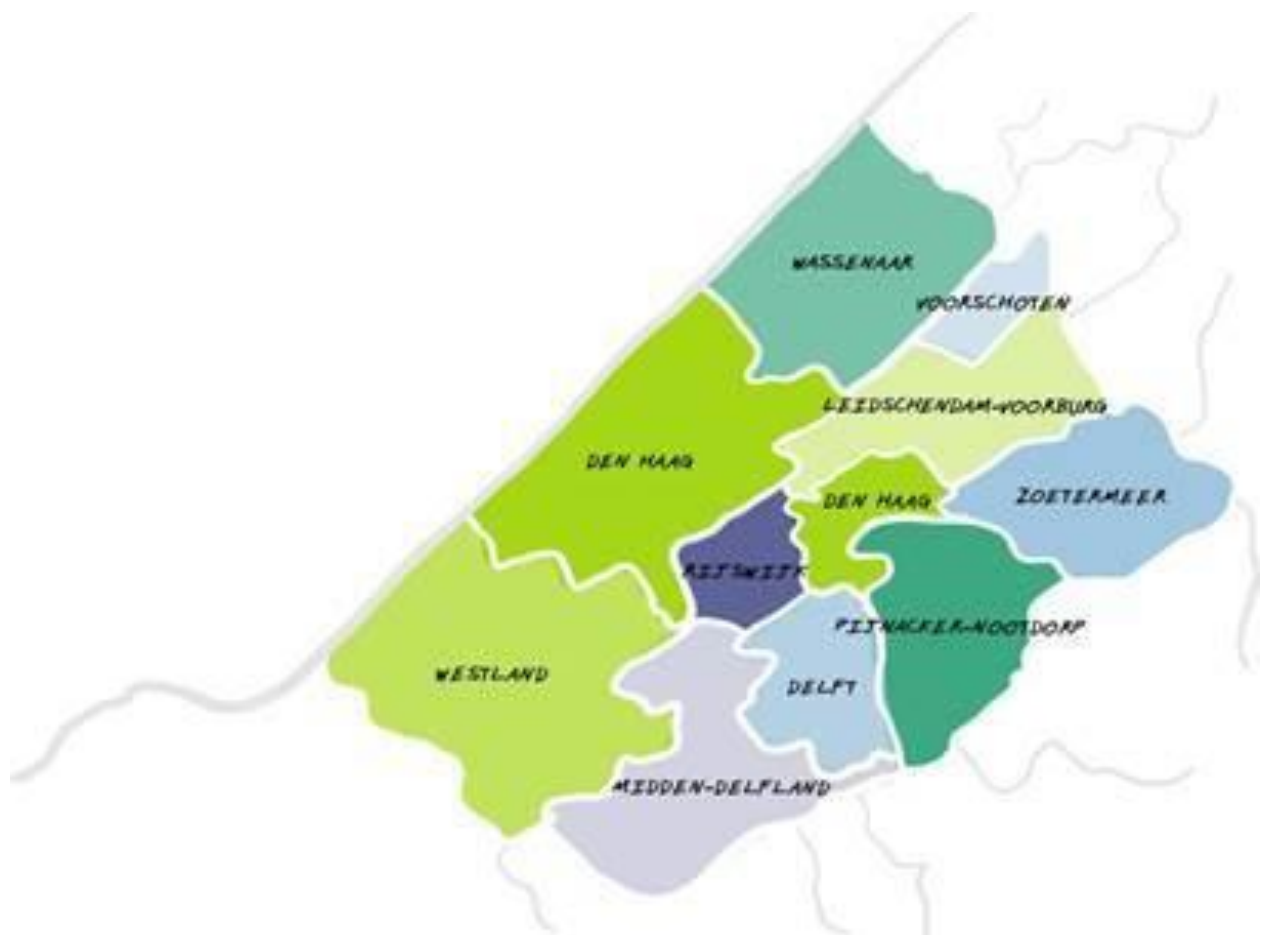 WASSENAAR
VOORSCHOTEN
LEIDSCHENDAM-VOORBURG
DEN HAAG
DEN HAAG
ZOETERMEER
RIJSWIJK
PIJNACKER-NOOTDORP
WESTLAND
DELFT
MIDDEN-DELFLAND